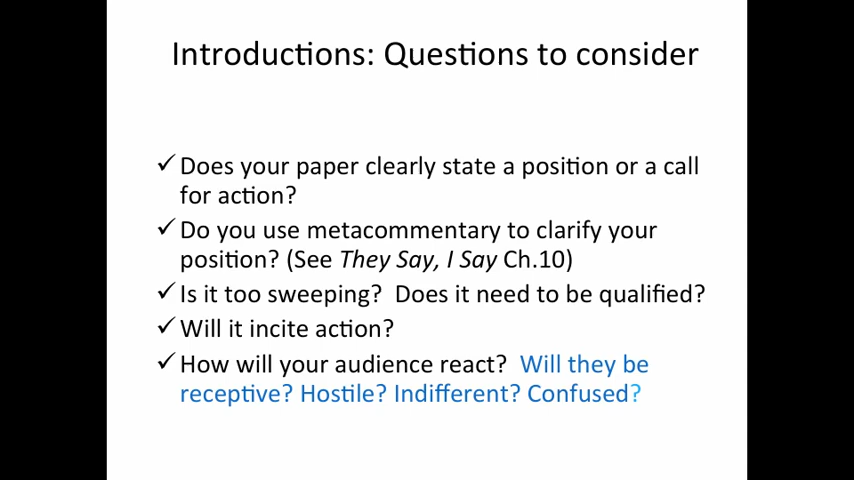 Introductions: Questions to consider
✓Does your paper clearly state a position or a call
for action?
✓Do you use metacommentary to clarify your
position? (See They Say, I Say Ch.10)
✓Is it too sweeping? Does it need to be qualified?
✓Will it incite action?
✓How will your audience react? Will they be
receptive? Hostile? Indifferent? Confused?